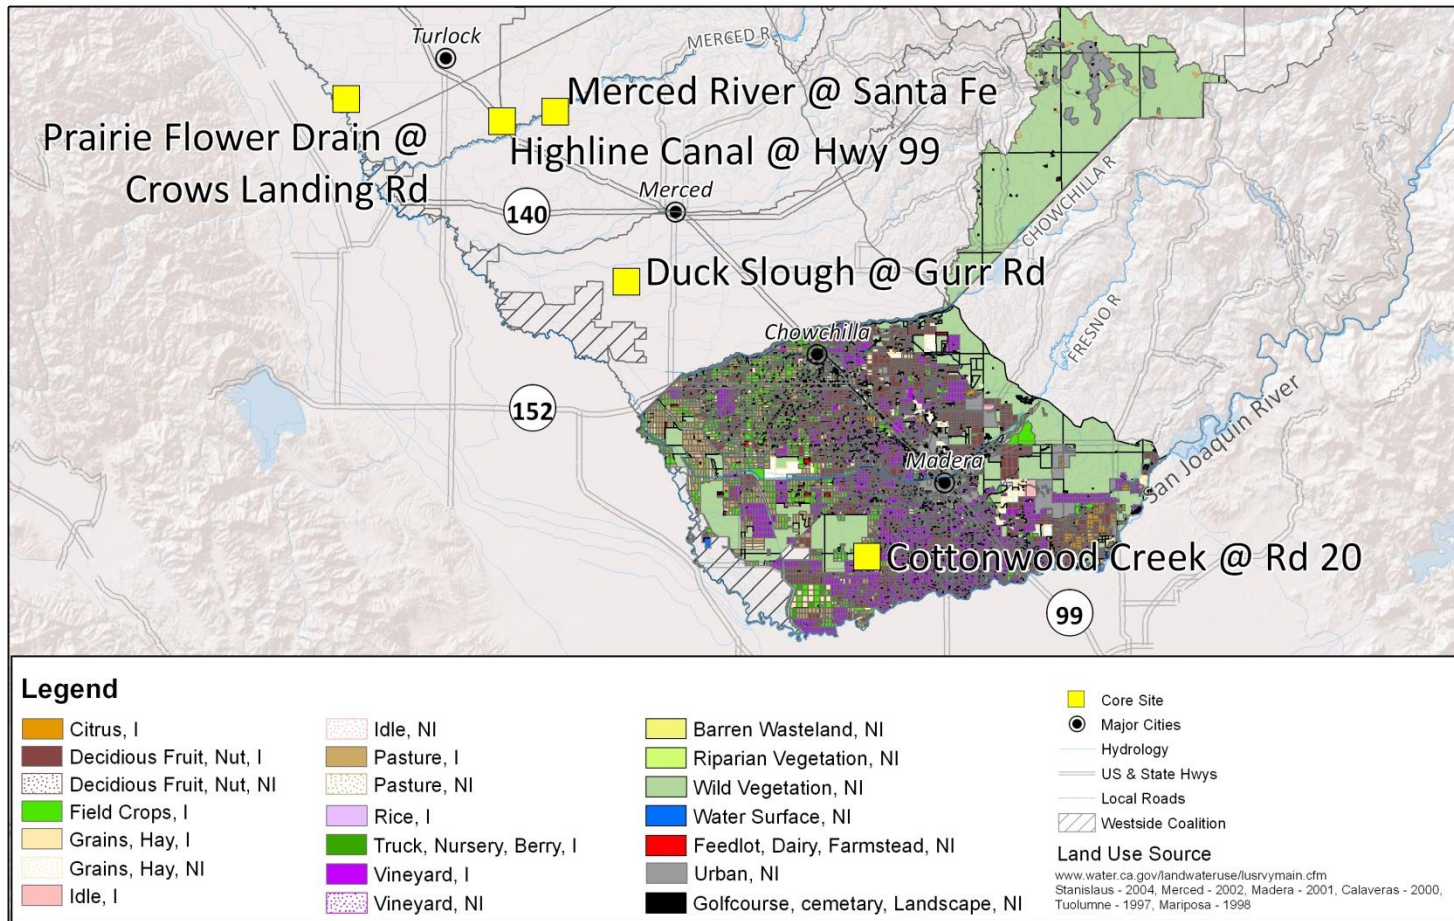 Turlock
MERCED R
Merced River @ Santa Fe
Prairie Flower Drain @
Crows Landing Rd
Highline Canal @ Hwy 99
Merced
140
CHOWCHILLA R
Duck Slough @ Gurr Rd
Chowchilla
FRESNO R
152
San Joaquin River
Madera
Cottonwood Creek @ Rd 20
99
Legend
Citrus, I
Decidious Fruit, Nut, I
Decidious Fruit, Nut, NI
Field Crops, I
Grains, Hay, I
Grains, Hay, NI
Idle, I
Idle, NI
Pasture, I
Pasture, NI
Rice, I
Truck, Nursery, Berry, I
Vineyard, I
Vineyard, NI
Barren Wasteland, NI
Riparian Vegetation, NI
Wild Vegetation, NI
Water Surface, NI
Feedlot, Dairy, Farmstead, NI
Urban, NI
Golfcourse, cemetary, Landscape, NI
Core Site
Major Cities
Hydrology
US & State Hwys
Local Roads
Westside Coalition
Land Use Source
www.water.ca.gov/landwateruse/lusrvymain.cfm
Stanislaus - 2004, Merced - 2002, Madera - 2001, Calaveras - 2000,
Tuolumne - 1997, Mariposa - 1998